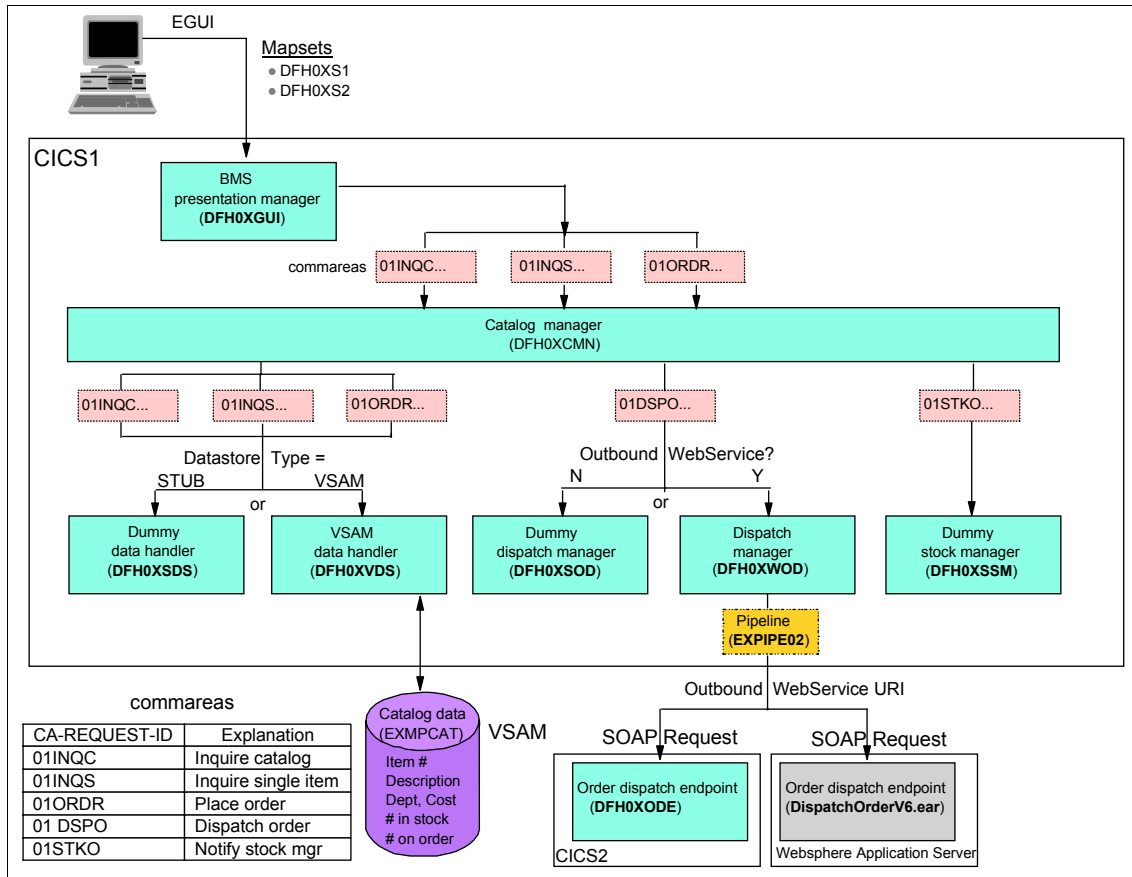 EGUI
Mapsets
● DFH0XS1
● DFH0XS2
CICS1
BMS
presentation manager
(DFH0XGUI)
commareas
01INQC...
01INQS...
01ORDR...
Catalog manager
(DFH0XCMN)
01INQC...
01INQS...
01ORDR...
01DSPO...
01STKO...
Datastore Type =
STUB
VSAM
or
Outbound WebService?
N
Y
or
Dummy
data handler
(DFH0XSDS)
VSAM
data handler
(DFH0XVDS)
Dummy
dispatch manager
(DFH0XSOD)
Dispatch
manager
(DFH0XWOD)
Dummy
stock manager
(DFH0XSSM)
Pipeline
(EXPIPE02)
Outbound WebService URI
commareas
CA-REQUEST-ID Explanation
01INQC Inquire catalog
01INQS Inquire single item
01ORDR Place order
01 DSPO Dispatch order
01STKO Notify stock mgr
Catalog data
(EXMPCAT)
Item #
Description
Dept, Cost
# in stock
# on order
VSAM
SOAP Request
Order dispatch endpoint
(DFH0XODE)
CICS2
SOAP Request
Order dispatch endpoint
(DispatchOrderV6.ear)
Websphere Application Server